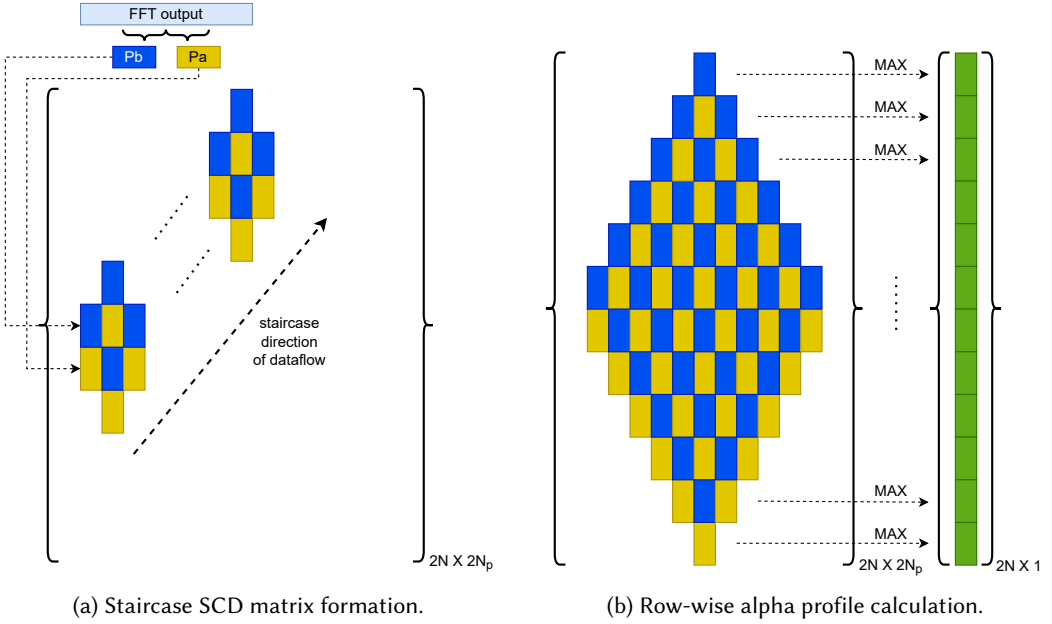 FFT output
Pb
Pa
staircase
direction
of dataflow
2N X 2Np
(a) Staircase SCD matrix formation.
MAX
MAX
MAX
MAX
MAX
2N X 2Np
2N X 1
(b) Row-wise alpha profile calculation.